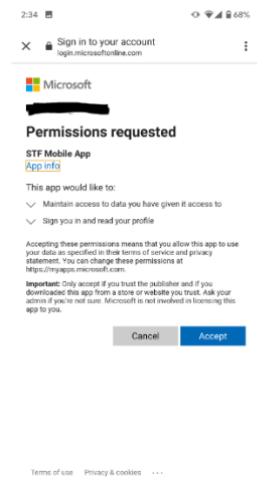 2:34 68%
Sign in to your account
login.microsoftonline.com
Microsoft
Permissions requested
STF Mobile App
App info
This app would like to:
Maintain access to data you have given it access to
Sign you in and read your profile
Accepting these permissions means that you allow this app to use
your data as specified in their terms of service and privacy
statement. You can change these permissions at
https://myapps.microsoft.com.
Important: Only accept if you trust the publisher and if you
downloaded this app from a store or website you trust. Ask your
admin if you're not sure. Microsoft is not involved in licensing this
app to you.
Cancel Accept
Terms of use Privacy & cookies ...